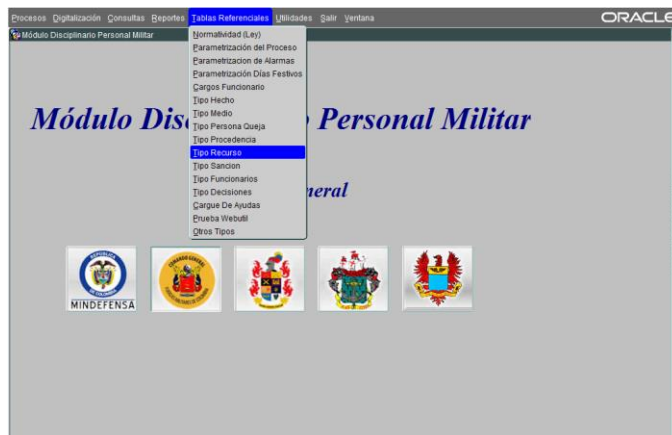 Procesos Digitalización Consultas Reportes Tablas Referenciales Utilidades Salir Ventana
ORACLE
Módulo Disciplinario Personal Militar
Normatividad (Ley)
Parametrización del Proceso
Parametrizacion de Alarmas
Parametrización Días Festivos
Cargos Funcionario
Tipo Hecho
Tipo Medio
Tipo Persona Queja
Tipo Procedencia
Tipo Recurso
Tipo Sancion
Tipo Funcionarios
Tipo Decisiones
Cargue De Ayudas
Prueba Webutil
Otros Tipos
Módulo Dis o Personal Militar
neral
MINDEFENSA